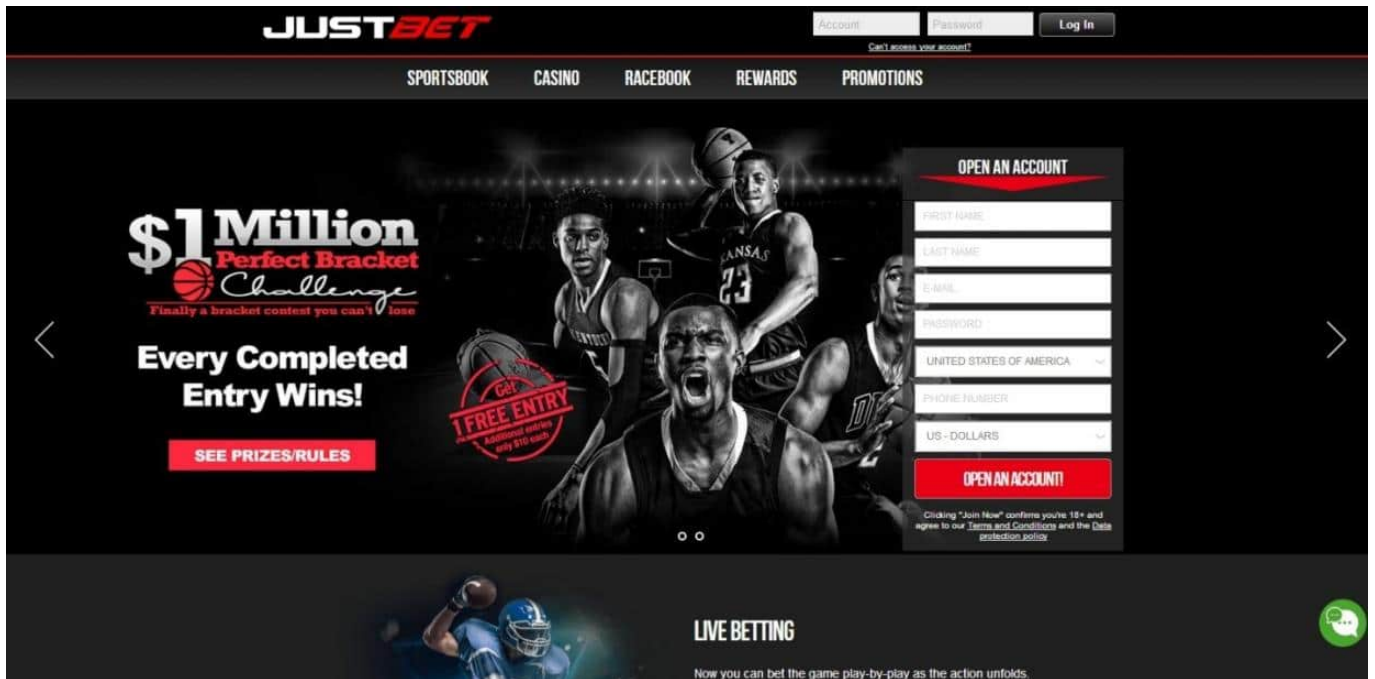 JUSTBET
Account
Password
Log In
Can't access your account?
SPORTSBOOK
CASINO
RACEBOOK
REWARDS
PROMOTIONS
$1 Million
Perfect Bracket
Challenge
Finally a bracket contest you can't lose
Every Completed
Entry Wins!
SEE PRIZES/RULES
Get
1 FREE ENTRY
Additional entries
only $10 each
KANSAS
23
OPEN AN ACCOUNT
FIRST NAME
LAST NAME
E-MAIL
PASSWORD
UNITED STATES OF AMERICA
PHONE NUMBER
US - DOLLARS
OPEN AN ACCOUNT!
Clicking "Join Now" confirms you're 18+ and
agree to our Terms and Conditions and the Data
protection policy
LIVE BETTING
Now you can bet the game play-by-play as the action unfolds.